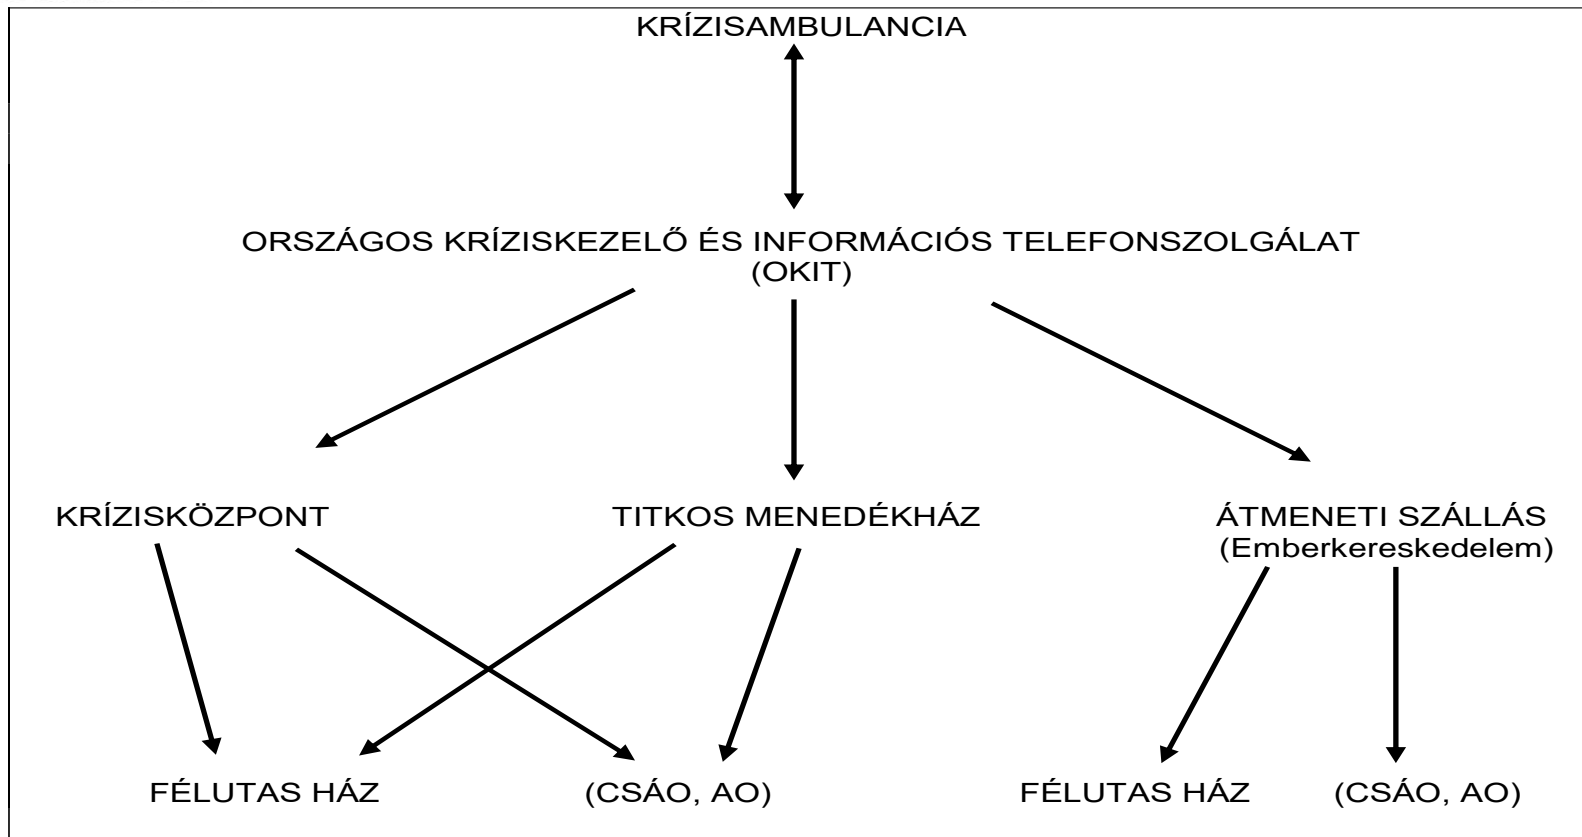 KRÍZISAMBULANCIA
ORSZÁGOS KRÍZISKEZELŐ ÉS INFORMÁCIÓS TELEFONSZOLGÁLAT
(OKIT)
KRÍZISKÖZPONT
TITKOS MENEDÉKHÁZ
ÁTMENETI SZÁLLÁS
(Emberkereskedelem)
FÉLUTAS HÁZ
(CSÁO, AO)
FÉLUTAS HÁZ
(CSÁO, AO)